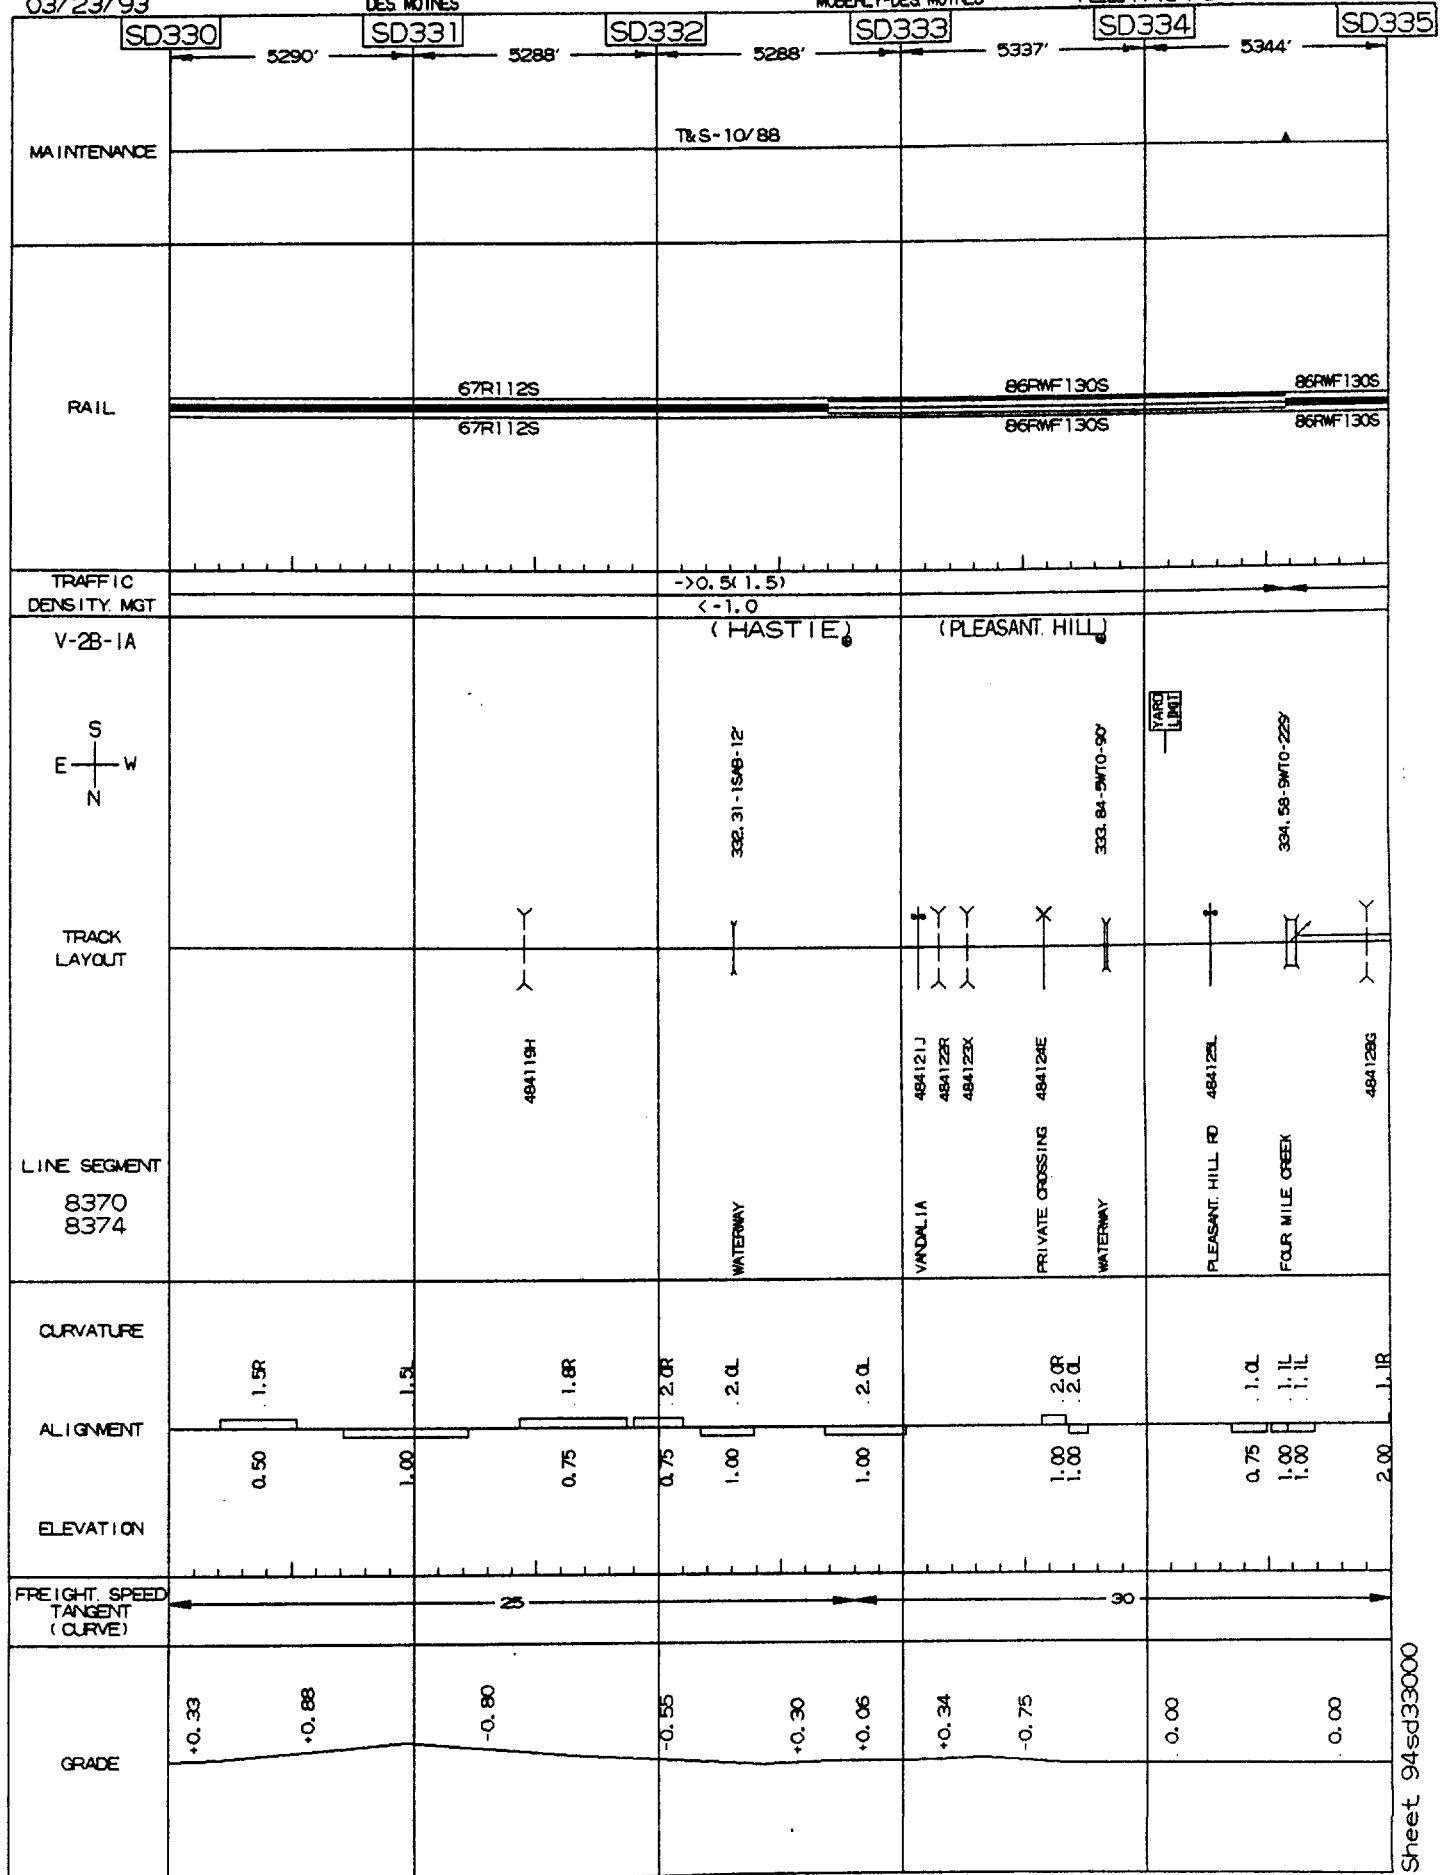 03/23/93
DES MOINES
MOBERLY-DES MOINES
SD330
SD331
SD332
SD333
SD334
SD335
5290'
5288'
5288'
5337'
5344'
MAINTENANCE
T&S-10/88
RAIL
67R112S
86RWF130S
86RWF130S
67R112S
86RWF130S
86RWF130S
TRAFFIC
DENSITY. MGT
->0.5(1.5)
<-1.0
V-2B-IA
(HASTIE)
(PLEASANT. HILL)
S
E
W
N
YARD
LIMIT
332.31-1SAB-12'
333.84-5WTO-90'
334.58-9WTO-229'
TRACK
LAYOUT
484119H
484121J
484122R
484123X
484124E
484125L
484128G
LINE SEGMENT
8370
8374
WATERWAY
VANDALIA
PRIVATE CROSSING
WATERWAY
PLEASANT. HILL RD
FOUR MILE CREEK
CURVATURE
1.5R
1.5L
1.8R
2.0R
2.0L
2.0L
2.0R
2.0L
1.0L
1.1L
1.1L
1.1R
ALIGNMENT
0.50
1.00
0.75
0.75
1.00
1.00
1.00
1.00
0.75
1.00
1.00
2.00
ELEVATION
FREIGHT. SPEED
TANGENT
(CURVE)
25
30
GRADE
+0.33
+0.88
-0.80
-0.55
+0.30
+0.06
+0.34
-0.75
0.00
0.00
Sheet 94sd33000